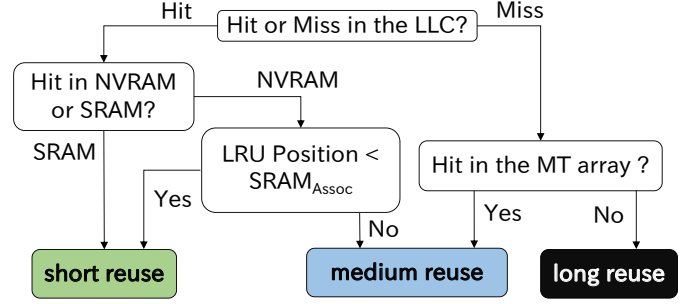 Hit
Hit or Miss in the LLC?
Miss
Hit in NVRAM
or SRAM?
NVRAM
SRAM
LRU Position <
SRAM_Assoc
Hit in the MT array ?
Yes
No
Yes
No
short reuse
medium reuse
long reuse